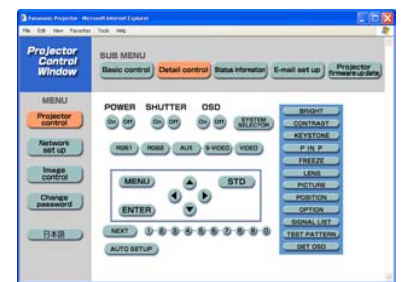 Panasonic Projector - Microsoft Internet Explorer
File Edit View Favorites Tools Help
Projector
Control
Window
SUB MENU
Basic control
Detail control
Status information
E-mail set up
Projector
firmware update
MENU
Projector
control
Network
set up
Image
control
Change
password
日本語
POWER SHUTTER OSD
On Off On Off On Off SYSTEM
SELECTOR
RGB1 RGB2 AUX S-VIDEO VIDEO
MENU STD
ENTER
NEXT 1 2 3 4 5 6 7 8 9 0
AUTO SETUP
BRIGHT
CONTRAST
KEYSTONE
P IN P
FREEZE
LENS
PICTURE
POSITION
OPTION
SIGNAL LIST
TEST PATTERN
GET OSD